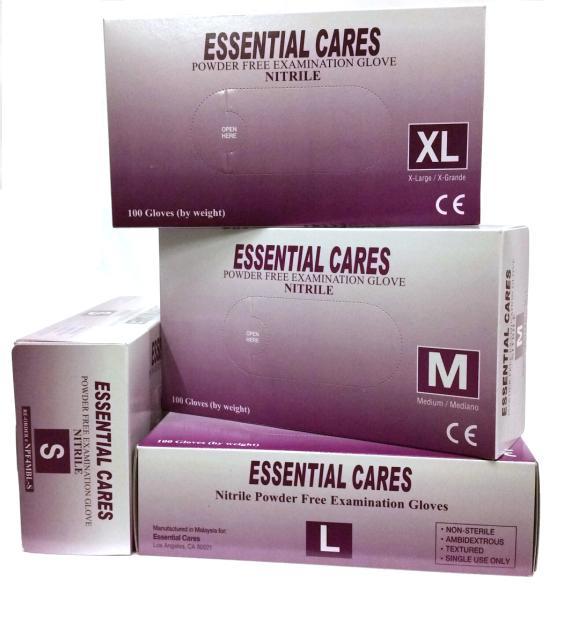 ESSENTIAL CARES
POWDER FREE EXAMINATION GLOVE
NITRILE
OPEN
HERE
XL
X-Large / X-Grande
100 Gloves (by weight)
CE
ESSENTIAL CARES
POWDER FREE EXAMINATION GLOVE
NITRILE
OPEN
HERE
M
Medium / Mediano
100 Gloves (by weight)
CE
ESSENTIAL CARES
M
S
ESSENTIAL CARES
POWDER FREE EXAMINATION GLOVE
NITRILE
S
100 Gloves (by weight)
ESSENTIAL CARES
Nitrile Powder Free Examination Gloves
Manufactured in Malaysia for:
Essential Cares
Los Angeles, CA 80021
L
• NON-STERILE
• AMBIDEXTROUS
• TEXTURED
• SINGLE USE ONLY